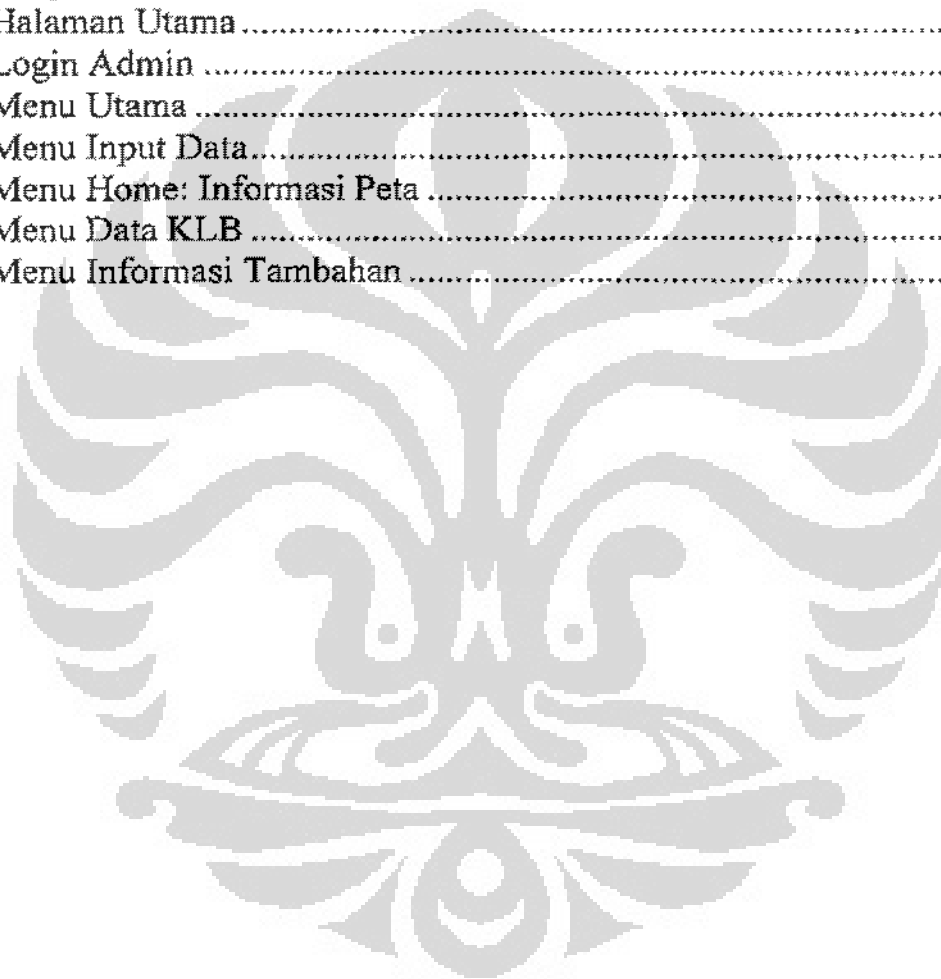 Halaman Utama
Login Admin
Menu Utama
Menu Input Data
Menu Home: Informasi Peta
Menu Data KLB
Menu Informasi Tambahan